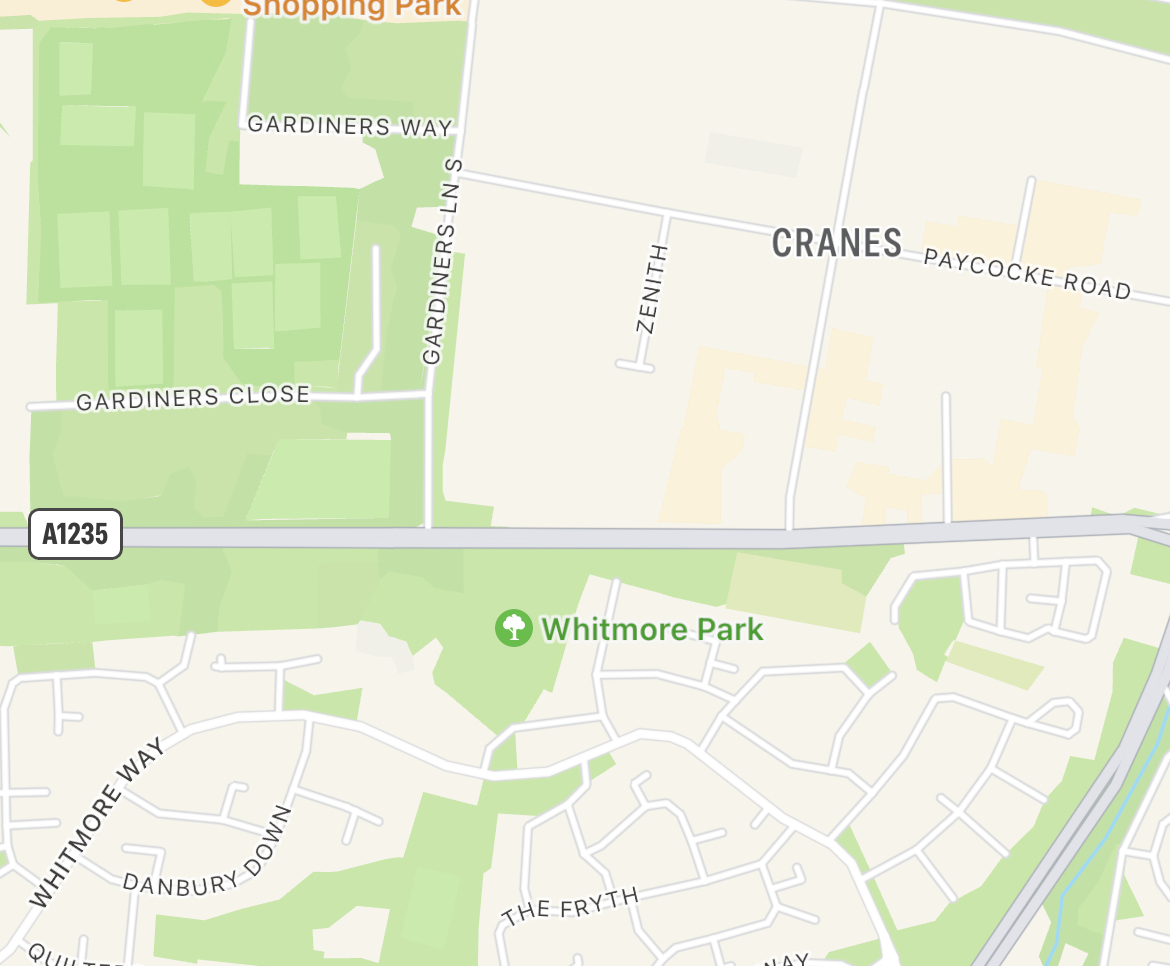 Shopping Park
GARDINERS WAY
GARDINERS LN S
CRANES
PAYCOCKE ROAD
ZENITH
GARDINERS CLOSE
A1235
Whitmore Park
WHITMORE WAY
DANBURY DOWN
THE FRYTH
WAY